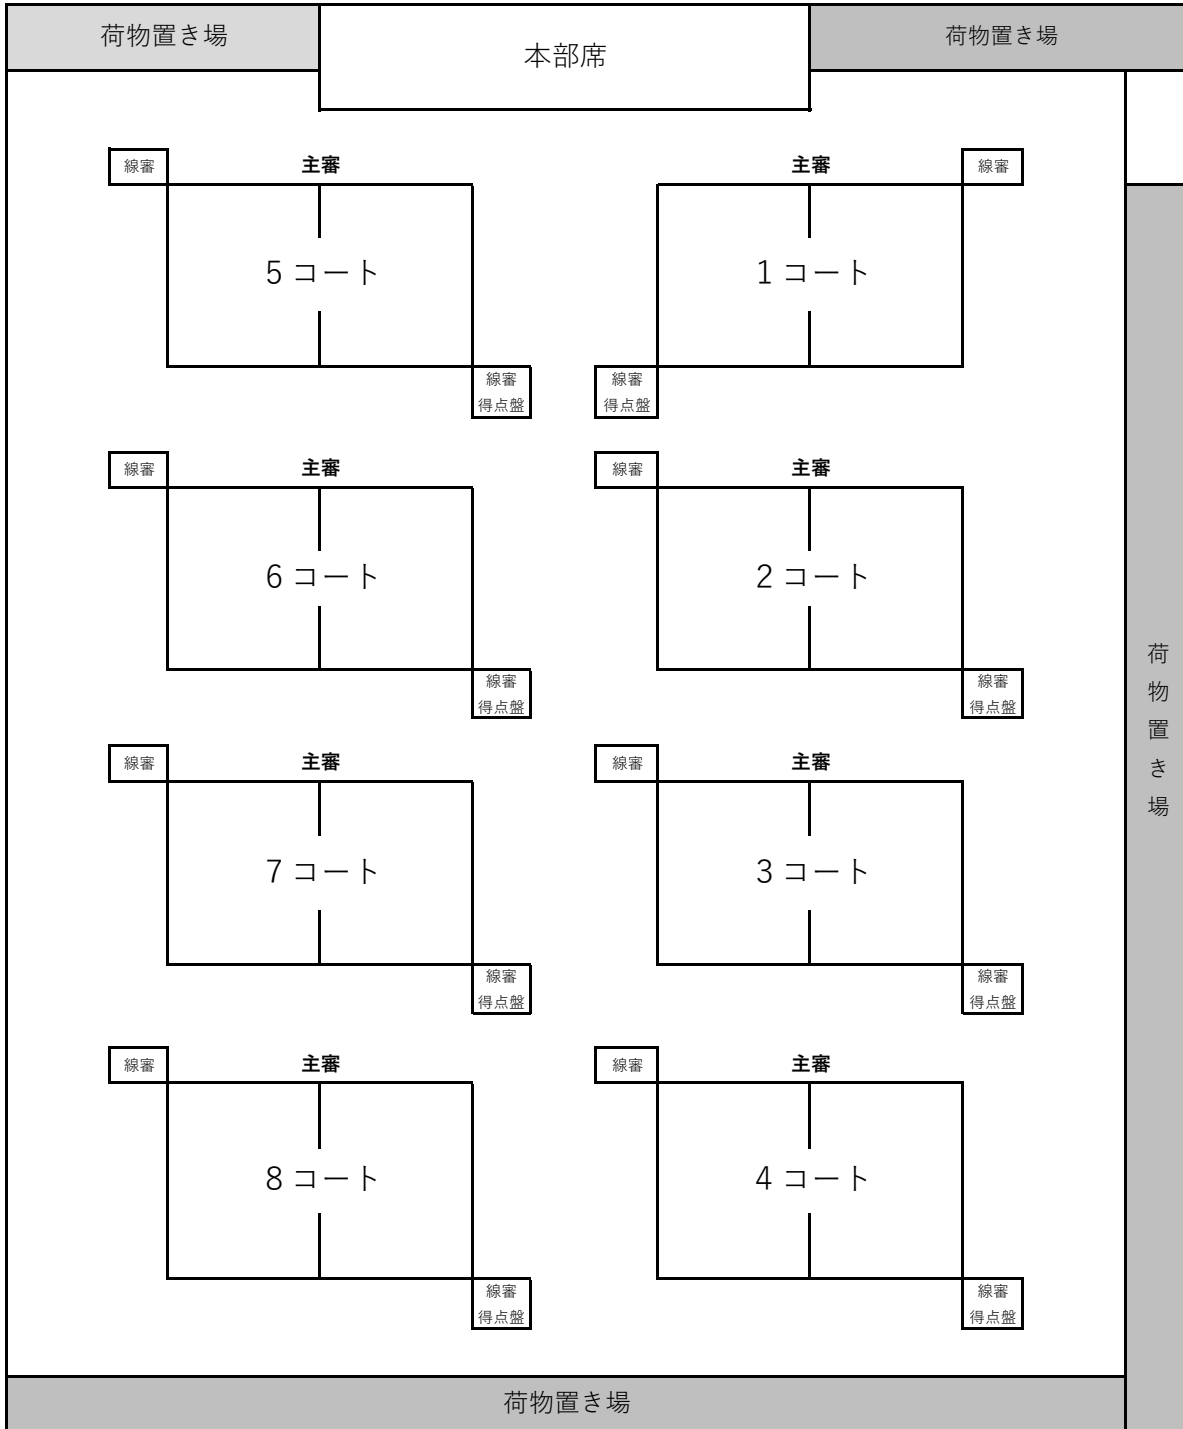 荷物置き場
本部席
荷物置き場
線審
主審
主審
線審
5 コート
1 コート
線審
得点盤
線審
得点盤
線審
主審
線審
主審
6 コート
2 コート
線審
得点盤
線審
得点盤
線審
主審
線審
主審
7 コート
3 コート
線審
得点盤
線審
得点盤
線審
主審
線審
主審
8 コート
4 コート
線審
得点盤
線審
得点盤
荷物置き場
荷物置き場